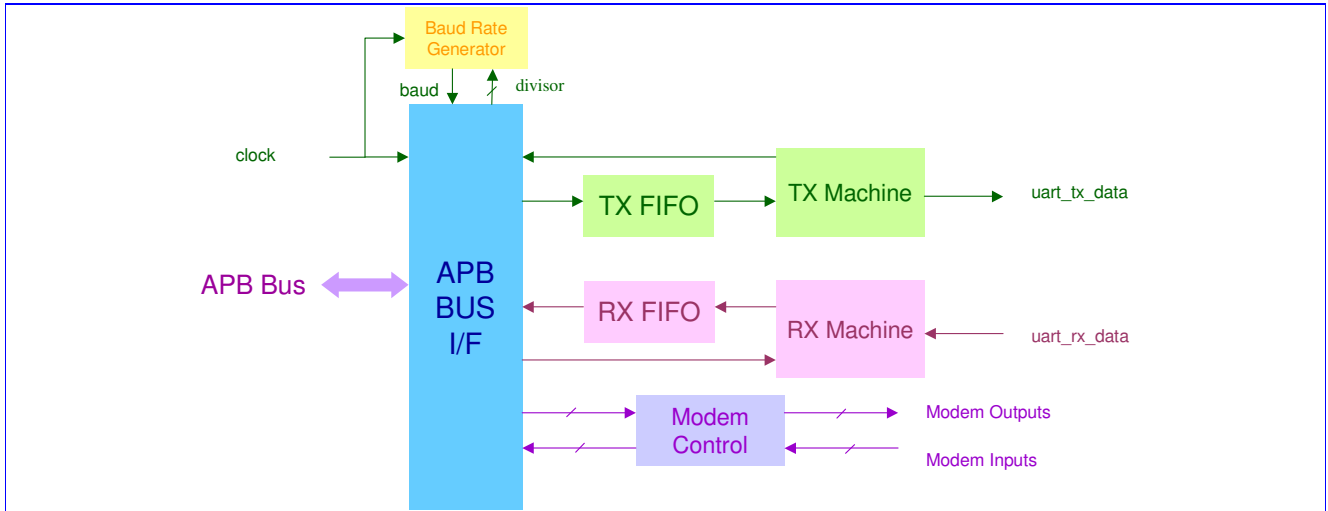 Baud Rate
Generator
baud
divisor
clock
TX FIFO
TX Machine
uart_tx_data
APB Bus
APB
BUS
I/F
RX FIFO
RX Machine
uart_rx_data
Modem
Control
Modem Outputs
Modem Inputs